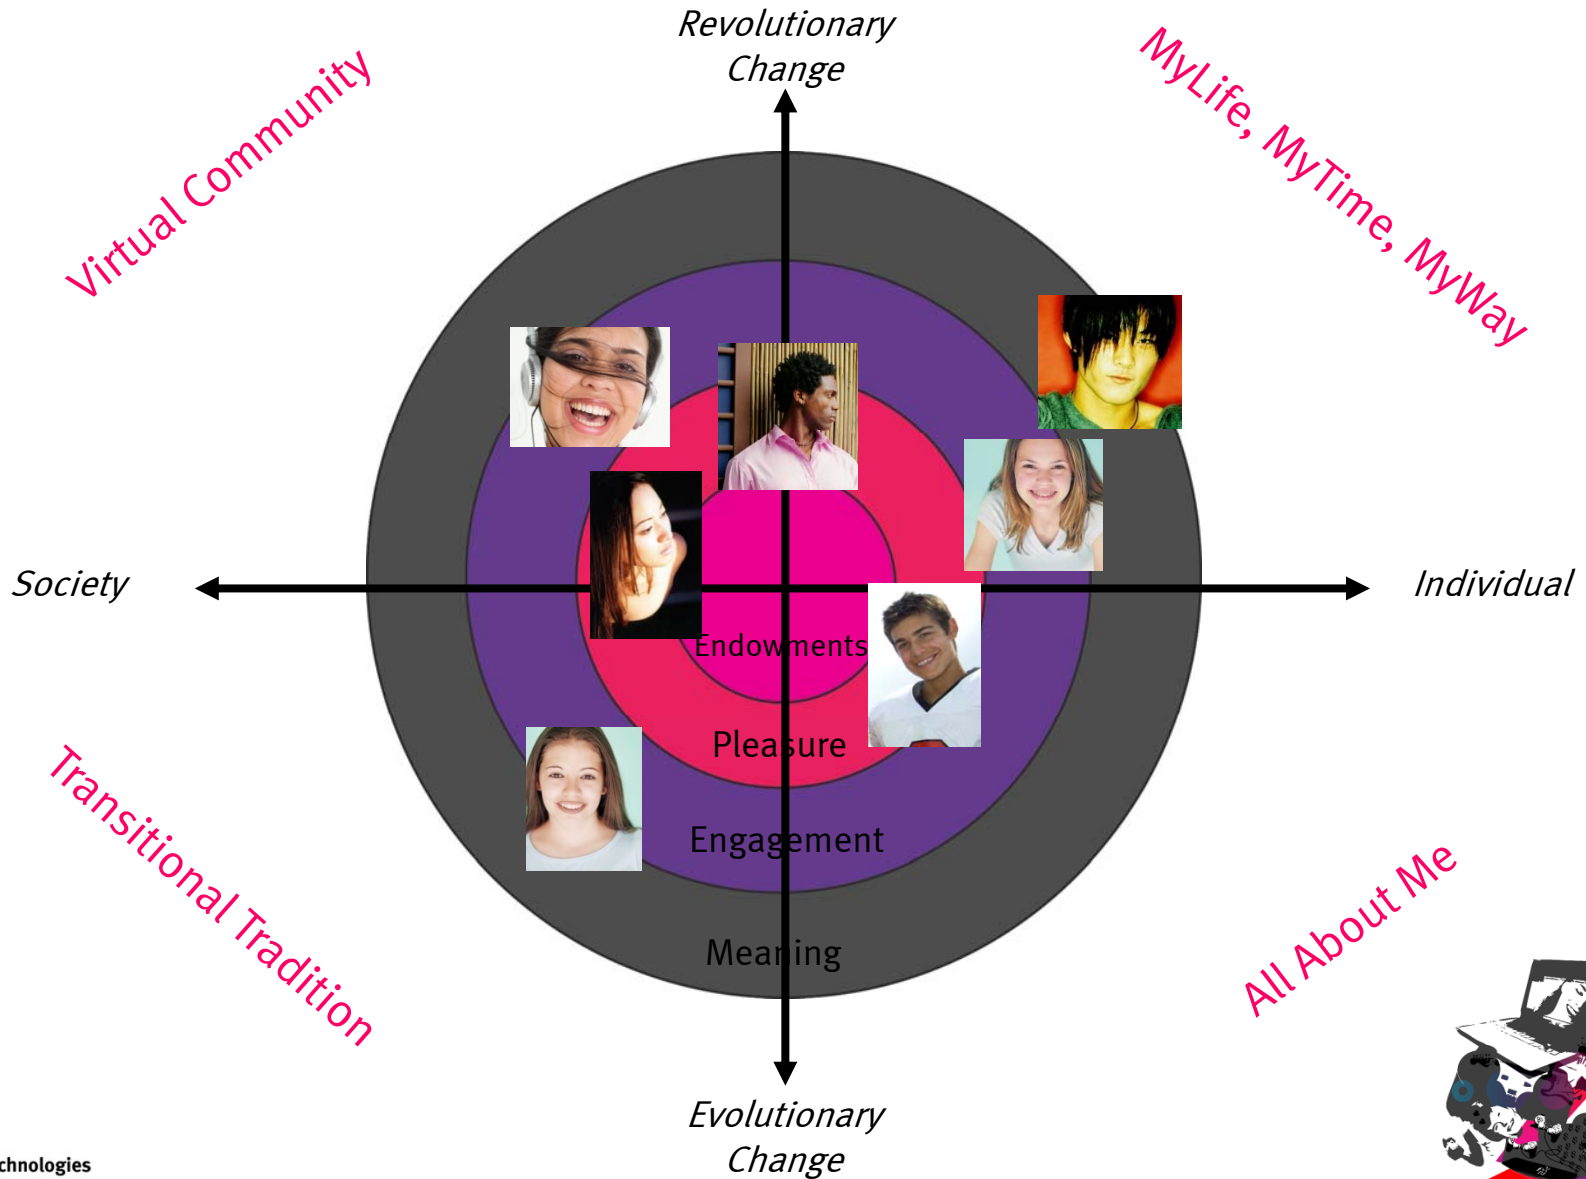 Revolutionary
Change
Virtual Community
MyLife, MyTime, MyWay
Society
Individual
Endowments
Pleasure
Engagement
Meaning
Transitional Tradition
All About Me
Evolutionary
Change
chnologies